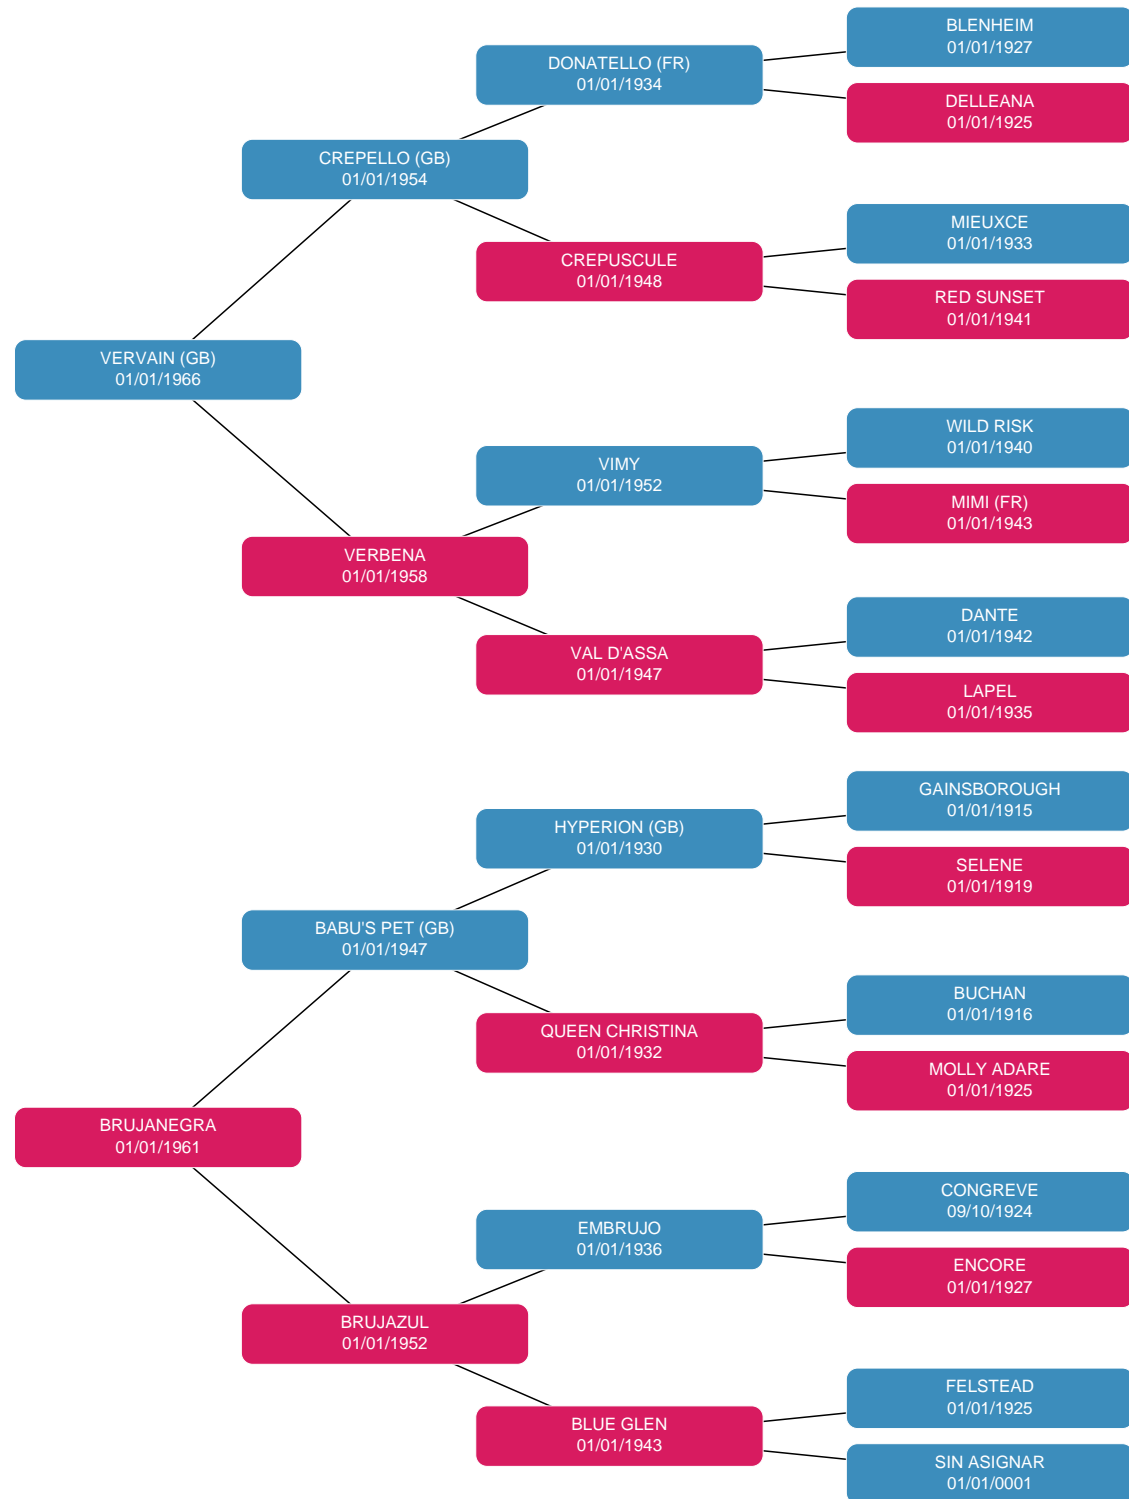 BLENHEIM
01/01/1927
DONATELLO (FR)
01/01/1934
DELLEANA
01/01/1925
CREPELLO (GB)
01/01/1954
MIEUXCE
01/01/1933
CREPUSCULE
01/01/1948
RED SUNSET
01/01/1941
VERVAIN (GB)
01/01/1966
WILD RISK
01/01/1940
VIMY
01/01/1952
MIMI (FR)
01/01/1943
VERBENA
01/01/1958
DANTE
01/01/1942
VAL D'ASSA
01/01/1947
LAPEL
01/01/1935
GAINSBOROUGH
01/01/1915
HYPERION (GB)
01/01/1930
SELENE
01/01/1919
BABU'S PET (GB)
01/01/1947
BUCHAN
01/01/1916
QUEEN CHRISTINA
01/01/1932
MOLLY ADARE
01/01/1925
BRUJANEGRA
01/01/1961
CONGREVE
09/10/1924
EMBRUJO
01/01/1936
ENCORE
01/01/1927
BRUJAZUL
01/01/1952
FELSTEAD
01/01/1925
BLUE GLEN
01/01/1943
SIN ASIGNAR
01/01/0001